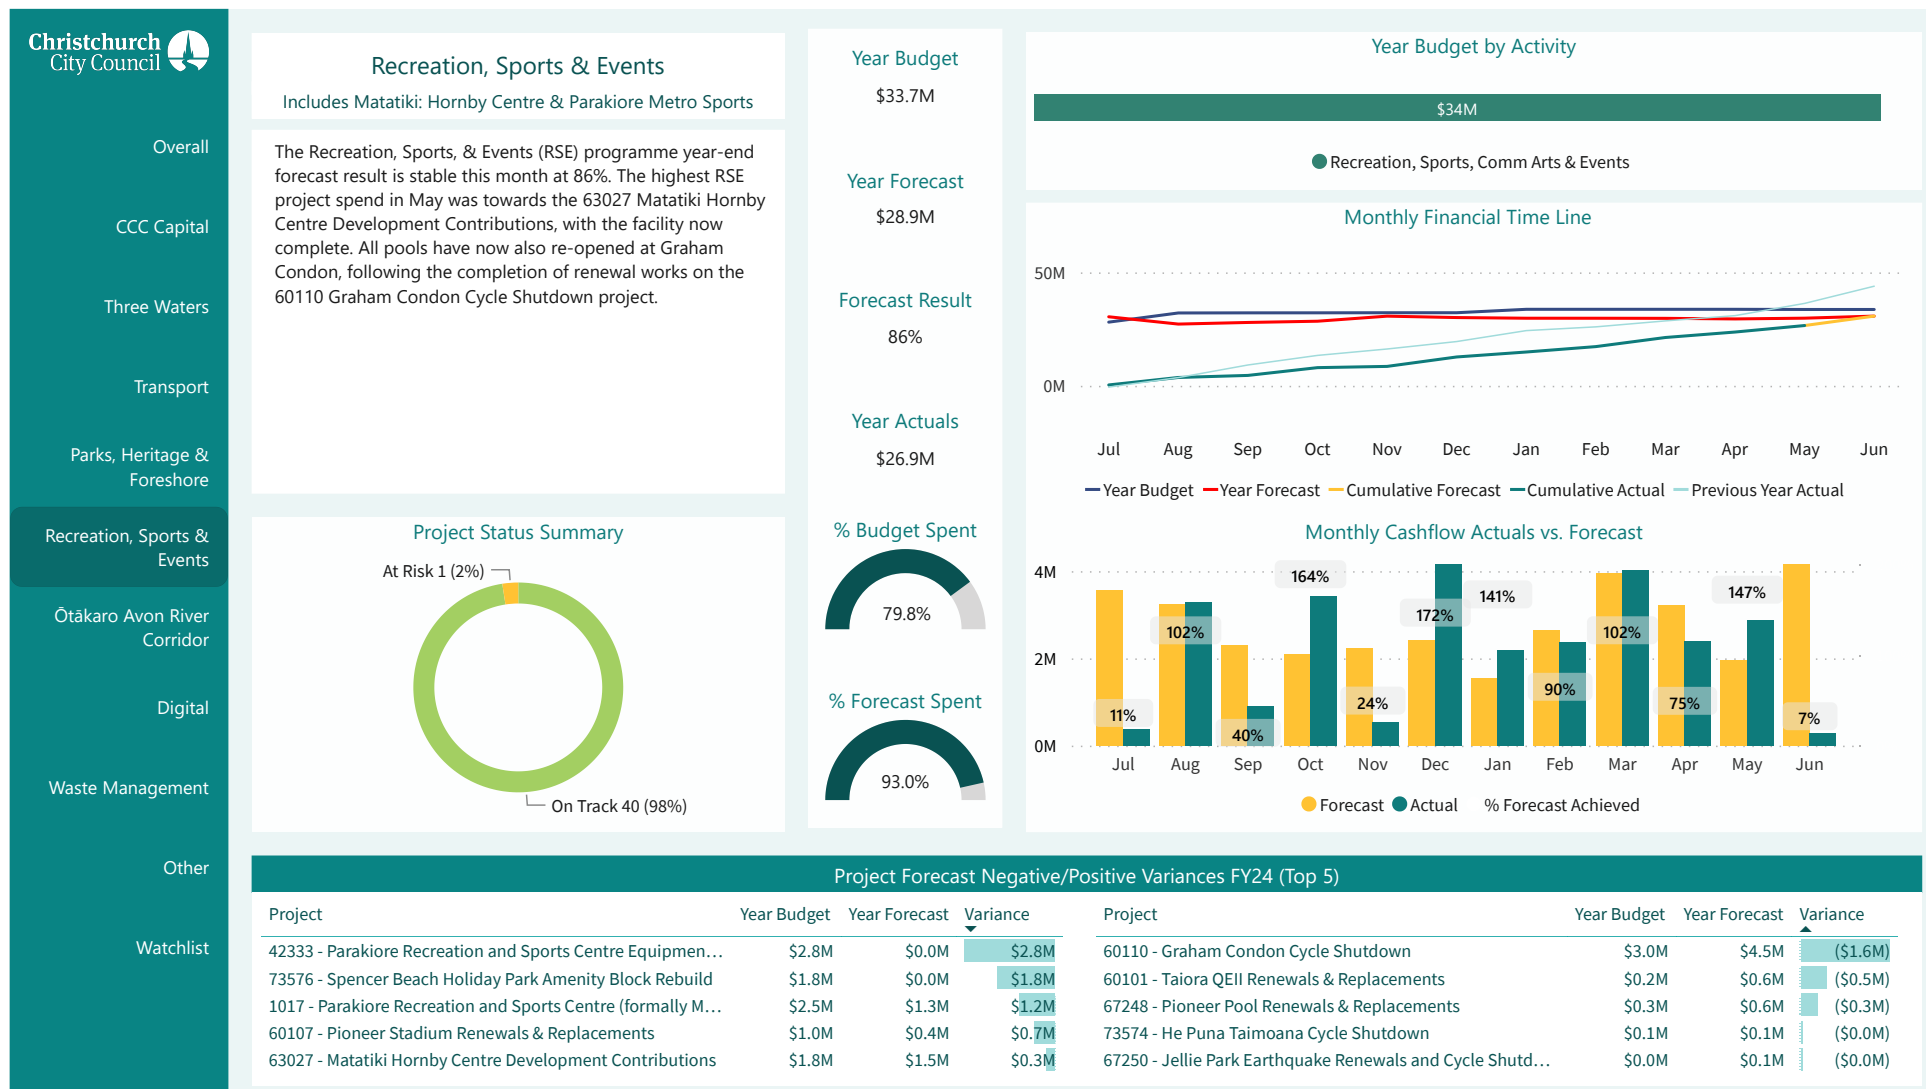 Christchurch
City Council
Overall
CCC Capital
Three Waters
Transport
Parks, Heritage &
Foreshore
Recreation, Sports &
Events
Ōtākaro Avon River
Corridor
Digital
Waste Management
Other
Watchlist
Recreation, Sports & Events
Includes Matatiki: Hornby Centre & Parakiore Metro Sports
The Recreation, Sports, & Events (RSE) programme year-end
forecast result is stable this month at 86%. The highest RSE
project spend in May was towards the 63027 Matatiki Hornby
Centre Development Contributions, with the facility now
complete. All pools have now also re-opened at Graham
Condon, following the completion of renewal works on the
60110 Graham Condon Cycle Shutdown project.
Project Status Summary
At Risk 1 (2%)
On Track 40 (98%)
Year Budget
$33.7M
Year Forecast
$28.9M
Forecast Result
86%
Year Actuals
$26.9M
% Budget Spent
79.8%
% Forecast Spent
93.0%
Year Budget by Activity
$34M
Recreation, Sports, Comm Arts & Events
Monthly Financial Time Line
50M
0M
Jul Aug Sep Oct Nov Dec Jan Feb Mar Apr May Jun
Year Budget Year Forecast Cumulative Forecast Cumulative Actual Previous Year Actual
Monthly Cashflow Actuals vs. Forecast
4M
2M
0M
11% 102% 40% 164% 24% 172% 141% 90% 102% 75% 147% 7%
Jul Aug Sep Oct Nov Dec Jan Feb Mar Apr May Jun
Forecast Actual % Forecast Achieved
Project Forecast Negative/Positive Variances FY24 (Top 5)
Project Year Budget Year Forecast Variance
42333 - Parakiore Recreation and Sports Centre Equipmen… $2.8M $0.0M $2.8M
73576 - Spencer Beach Holiday Park Amenity Block Rebuild $1.8M $0.0M $1.8M
1017 - Parakiore Recreation and Sports Centre (formally M… $2.5M $1.3M $1.2M
60107 - Pioneer Stadium Renewals & Replacements $1.0M $0.4M $0.7M
63027 - Matatiki Hornby Centre Development Contributions $1.8M $1.5M $0.3M
Project Year Budget Year Forecast Variance
60110 - Graham Condon Cycle Shutdown $3.0M $4.5M ($1.6M)
60101 - Taiora QEII Renewals & Replacements $0.2M $0.6M ($0.5M)
67248 - Pioneer Pool Renewals & Replacements $0.3M $0.6M ($0.3M)
73574 - He Puna Taimoana Cycle Shutdown $0.1M $0.1M ($0.0M)
67250 - Jellie Park Earthquake Renewals and Cycle Shutd… $0.0M $0.1M ($0.0M)